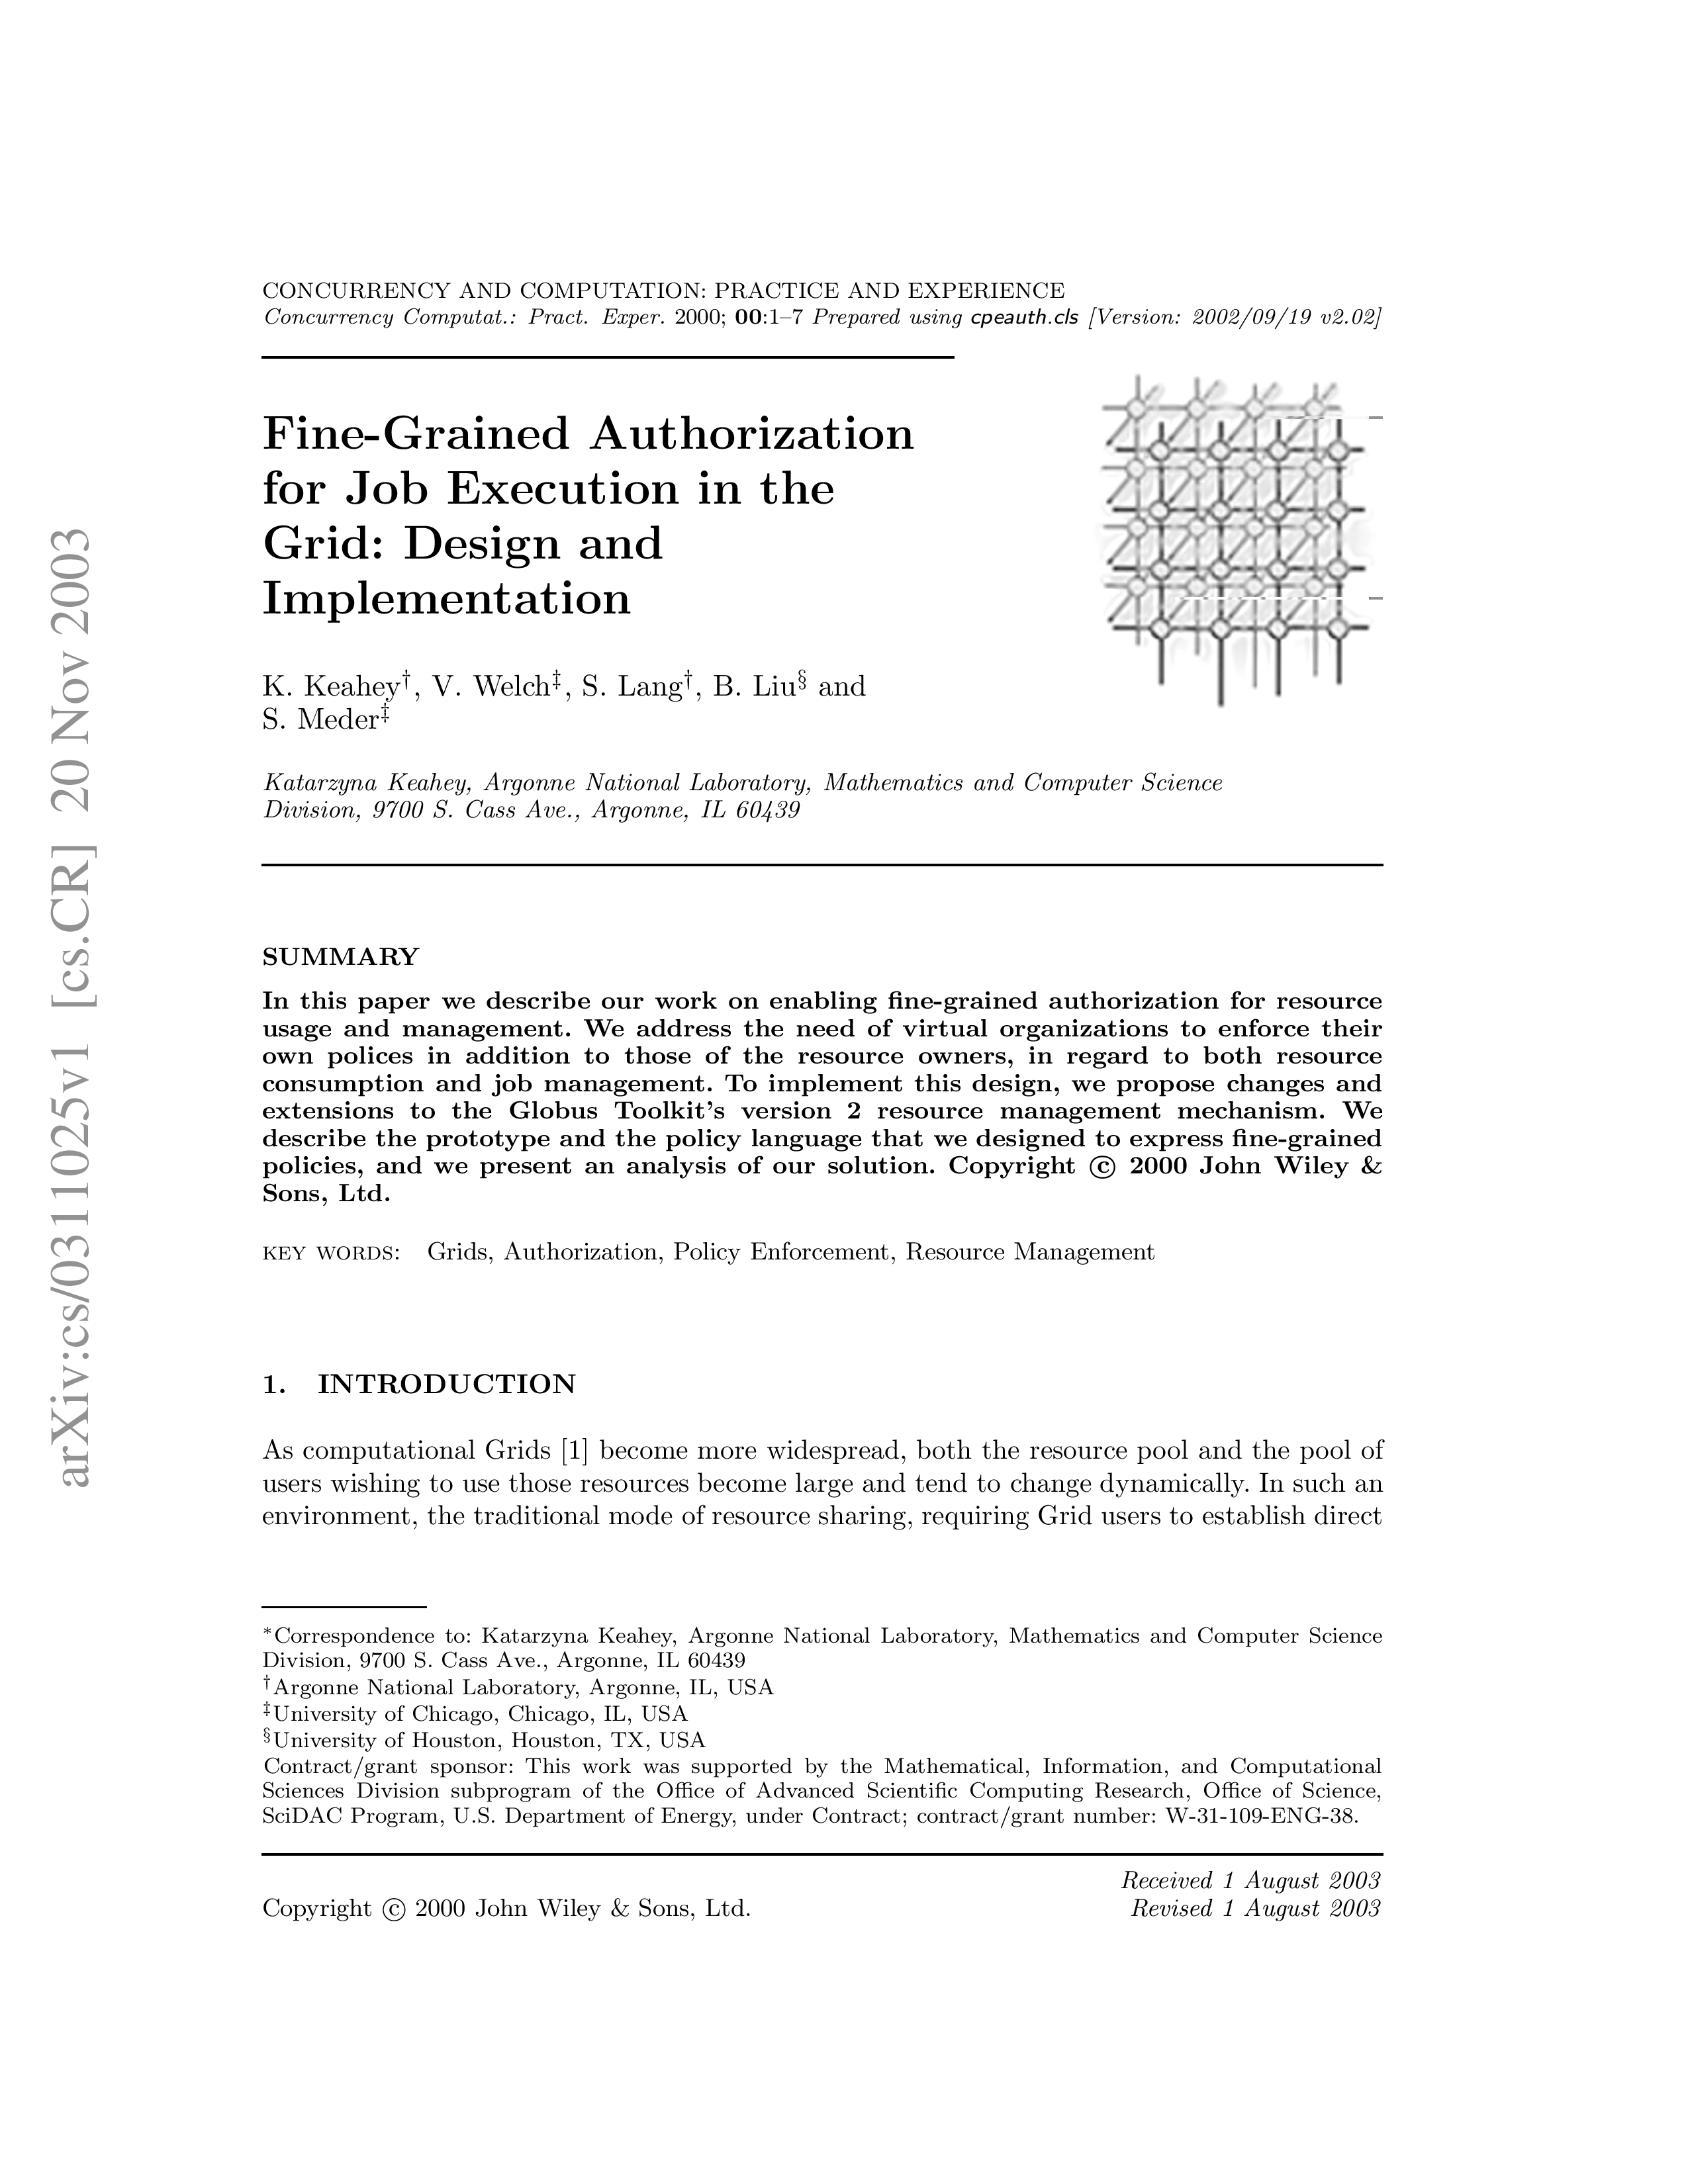 CONCURRENCY AND COMPUTATION: PRACTICE AND EXPERIENCE
Concurrency Computat.: Pract. Exper. 2000; 00:1–7 Prepared using cpeauth.cls [Version: 2002/09/19 v2.02]
Fine-Grained Authorization
for Job Execution in the
Grid: Design and
Implementation
K. Keahey†, V. Welch‡, S. Lang†, B. Liu§ and
S. Meder‡
Katarzyna Keahey, Argonne National Laboratory, Mathematics and Computer Science
Division, 9700 S. Cass Ave., Argonne, IL 60439
SUMMARY
In this paper we describe our work on enabling fine-grained authorization for resource
usage and management. We address the need of virtual organizations to enforce their
own polices in addition to those of the resource owners, in regard to both resource
consumption and job management. To implement this design, we propose changes and
extensions to the Globus Toolkit's version 2 resource management mechanism. We
describe the prototype and the policy language that we designed to express fine-grained
policies, and we present an analysis of our solution. Copyright © 2000 John Wiley &
Sons, Ltd.
KEY WORDS: Grids, Authorization, Policy Enforcement, Resource Management
1. INTRODUCTION
As computational Grids [1] become more widespread, both the resource pool and the pool of
users wishing to use those resources become large and tend to change dynamically. In such an
environment, the traditional mode of resource sharing, requiring Grid users to establish direct
*Correspondence to: Katarzyna Keahey, Argonne National Laboratory, Mathematics and Computer Science
Division, 9700 S. Cass Ave., Argonne, IL 60439
†Argonne National Laboratory, Argonne, IL, USA
‡University of Chicago, Chicago, IL, USA
§University of Houston, Houston, TX, USA
Contract/grant sponsor: This work was supported by the Mathematical, Information, and Computational
Sciences Division subprogram of the Office of Advanced Scientific Computing Research, Office of Science,
SciDAC Program, U.S. Department of Energy, under Contract; contract/grant number: W-31-109-ENG-38.
Received 1 August 2003
Copyright © 2000 John Wiley & Sons, Ltd.
Revised 1 August 2003
arXiv:cs/0311025v1 [cs.CR] 20 Nov 2003